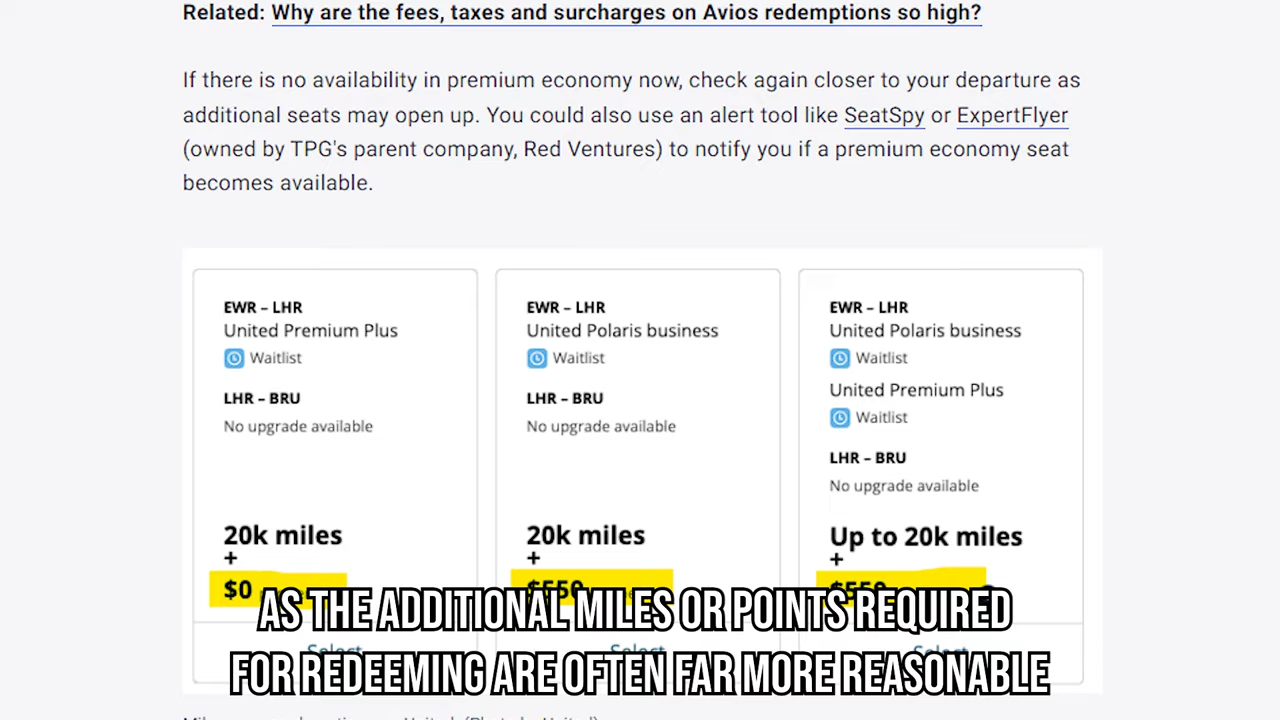 Related: Why are the fees, taxes and surcharges on Avios redemptions so high?
If there is no availability in premium economy now, check again closer to your departure as
additional seats may open up. You could also use an alert tool like SeatSpy or ExpertFlyer
(owned by TPG's parent company, Red Ventures) to notify you if a premium economy seat
becomes available.
EWR – LHR
United Premium Plus
Waitlist
LHR – BRU
No upgrade available
20k miles
+
$0
EWR – LHR
United Polaris business
Waitlist
LHR – BRU
No upgrade available
20k miles
+
$550
EWR – LHR
United Polaris business
Waitlist
United Premium Plus
Waitlist
LHR – BRU
No upgrade available
Up to 20k miles
+
$550
AS THE ADDITIONAL MILES OR POINTS REQUIRED
FOR REDEEMING ARE OFTEN FAR MORE REASONABLE